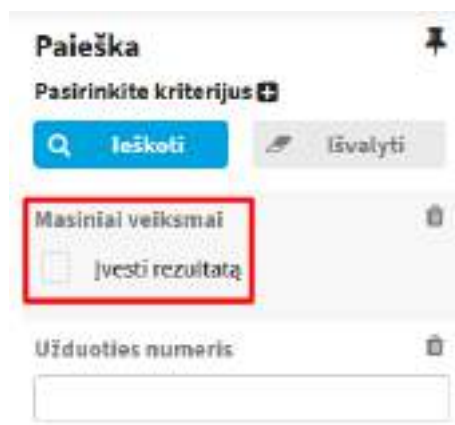 Paieška
Pasirinkite kriterijus
Ieškoti
Išvalyti
Masiniai veiksmai
Įvesti rezultatą
Užduoties numeris